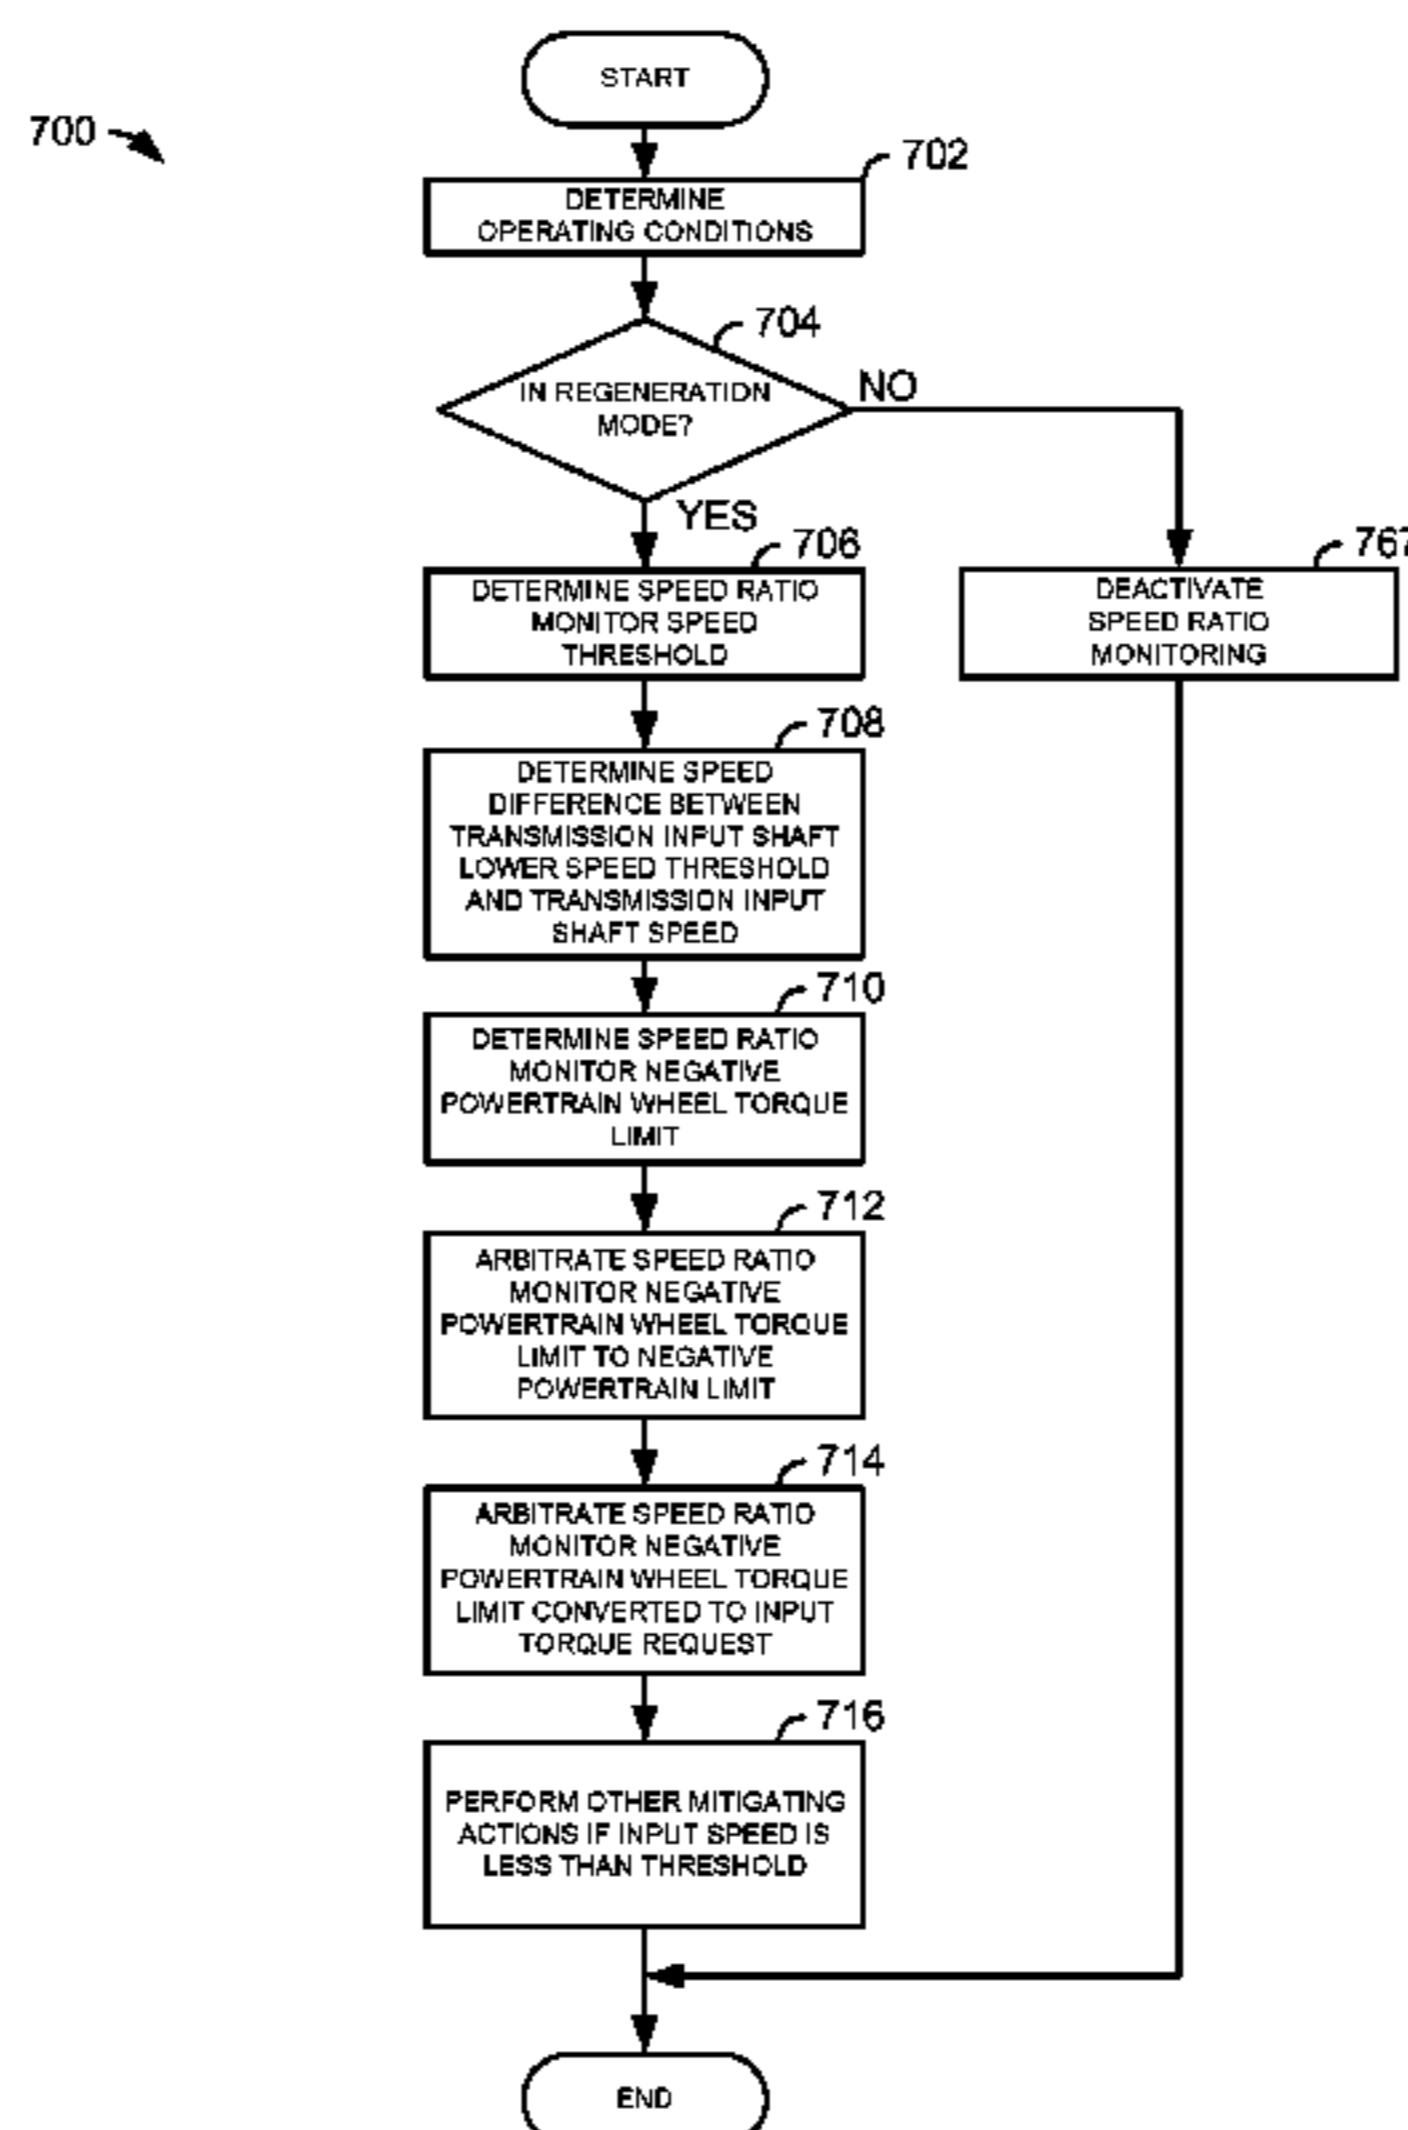 START
700
702
DETERMINE
OPERATING CONDITIONS
704
IN REGENERATION
MODE?
NO
YES
706
DETERMINE SPEED RATIO
MONITOR SPEED
THRESHOLD
767
DEACTIVATE
SPEED RATIO
MONITORING
708
DETERMINE SPEED
DIFFERENCE BETWEEN
TRANSMISSION INPUT SHAFT
LOWER SPEED THRESHOLD
AND TRANSMISSION INPUT
SHAFT SPEED
710
DETERMINE SPEED RATIO
MONITOR NEGATIVE
POWERTRAIN WHEEL TORQUE
LIMIT
712
ARBITRATE SPEED RATIO
MONITOR NEGATIVE
POWERTRAIN WHEEL TORQUE
LIMIT TO NEGATIVE
POWERTRAIN LIMIT
714
ARBITRATE SPEED RATIO
MONITOR NEGATIVE
POWERTRAIN WHEEL TORQUE
LIMIT CONVERTED TO INPUT
TORQUE REQUEST
716
PERFORM OTHER MITIGATING
ACTIONS IF INPUT SPEED IS
LESS THAN THRESHOLD
END